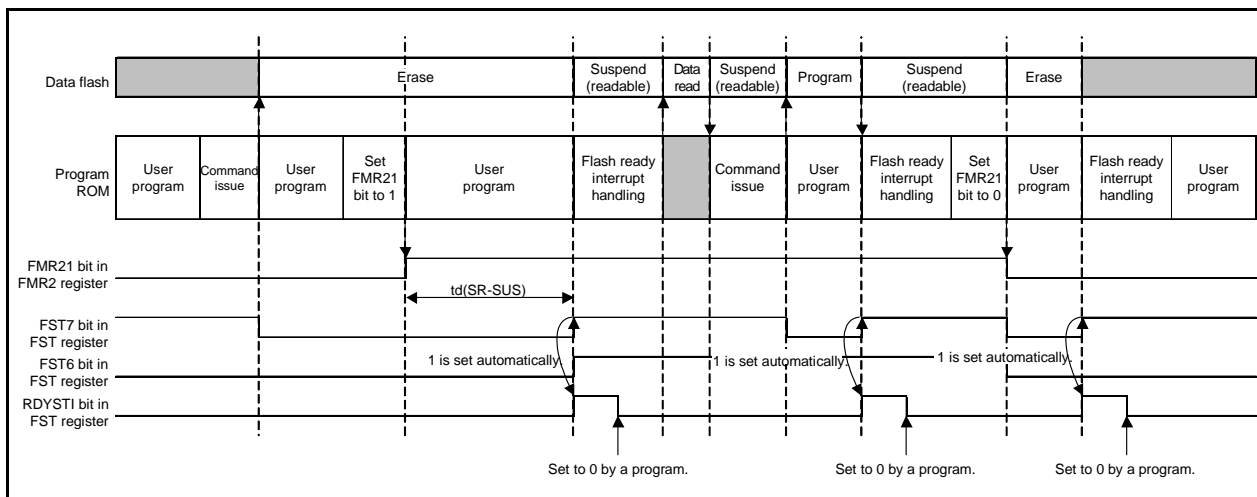 Data flash
Erase
Suspend
(readable)
Data
read
Suspend
(readable)
Program
Suspend
(readable)
Erase
Program
ROM
User
program
Command
issue
User
program
Set
FMR21
bit to 1
User
program
Flash ready
interrupt
handling
Command
issue
User
program
Flash ready
interrupt
handling
Set
FMR21
bit to 0
User
program
Flash ready
interrupt
handling
User
program
FMR21 bit in
FMR2 register
td(SR-SUS)
FST7 bit in
FST register
1 is set automatically.
1 is set automatically.
1 is set automatically.
FST6 bit in
FST register
RDYSTI bit in
FST register
Set to 0 by a program.
Set to 0 by a program.
Set to 0 by a program.